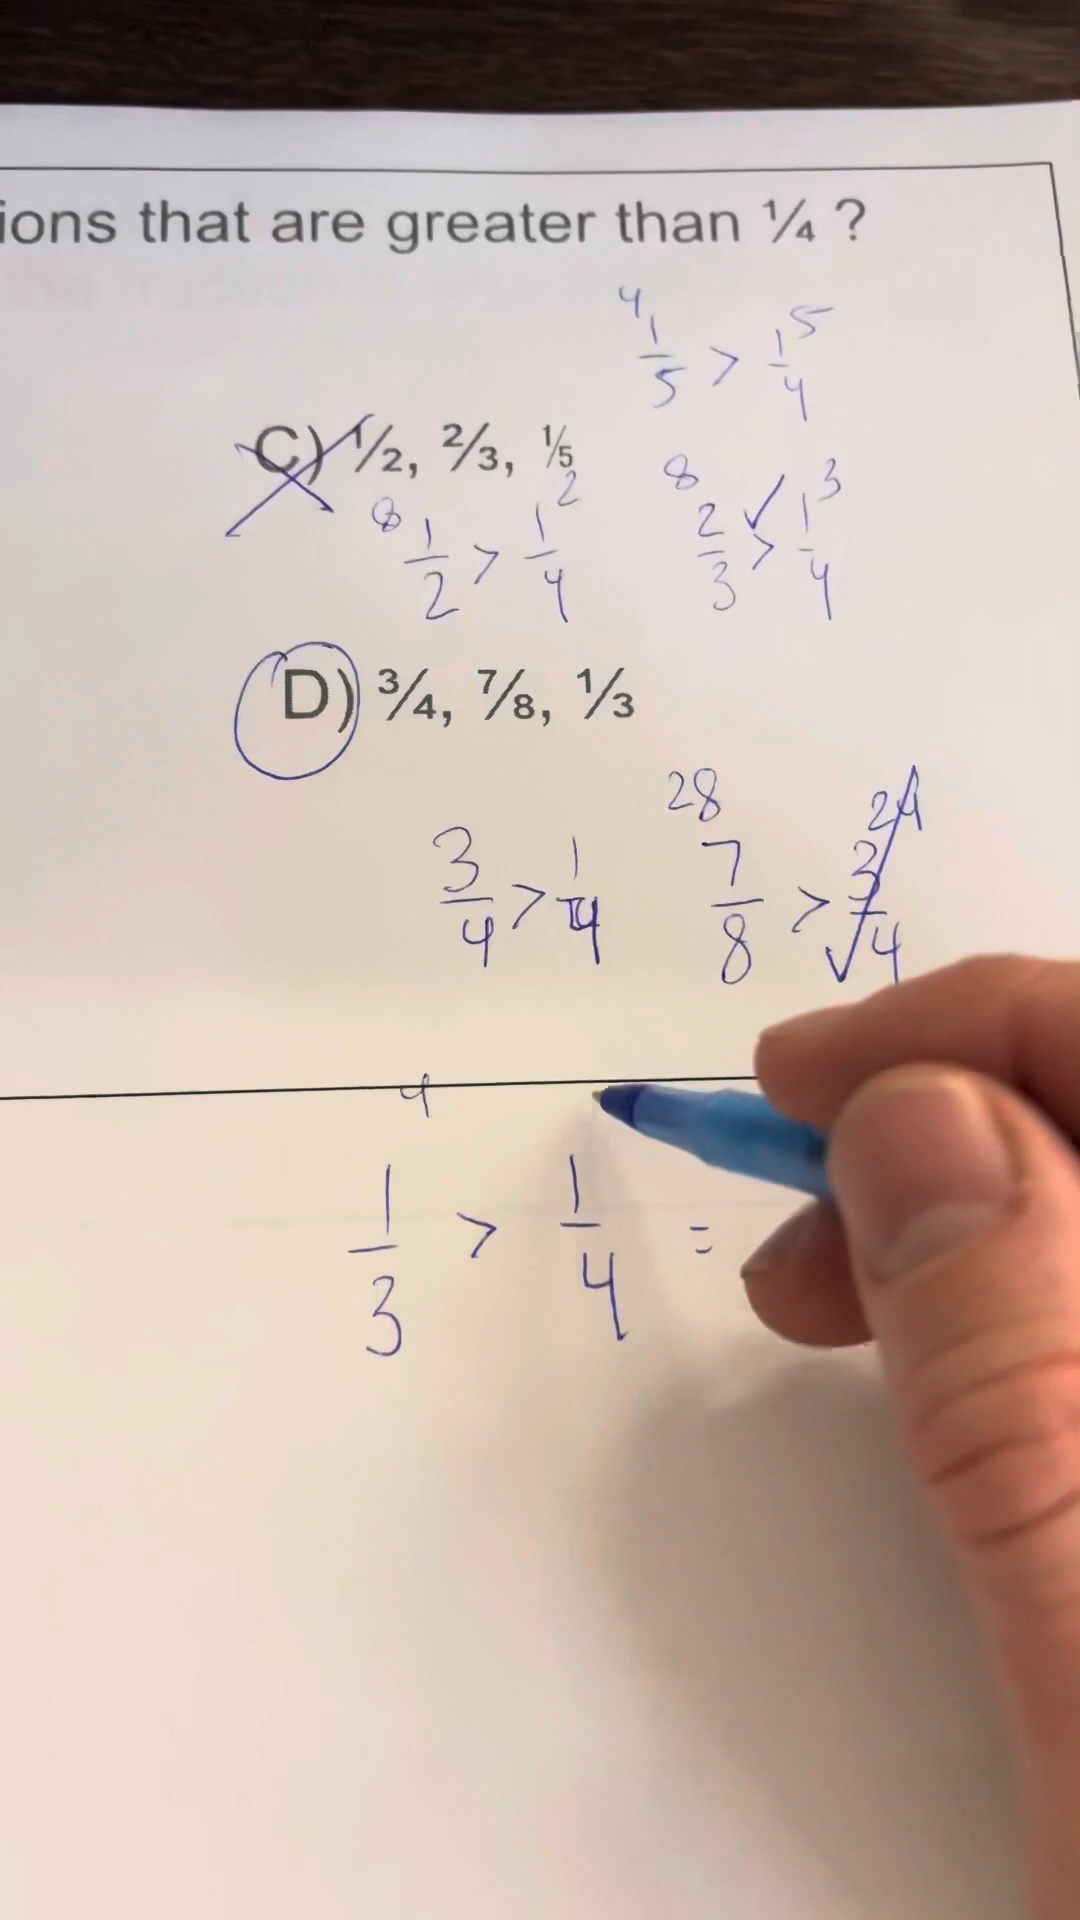 ions that are greater than ¼ ?
4 1/5 > 1/4 5
C) ½, ⅔, ⅕
8 1/2 > 1/4 2
8 2/3 ✓ > 1/4 3
D) ¾, ⅞, ⅓
3/4 > 1/4
28 7/8 > 3/4 24 ✓
4
1/3 > 1/4 =